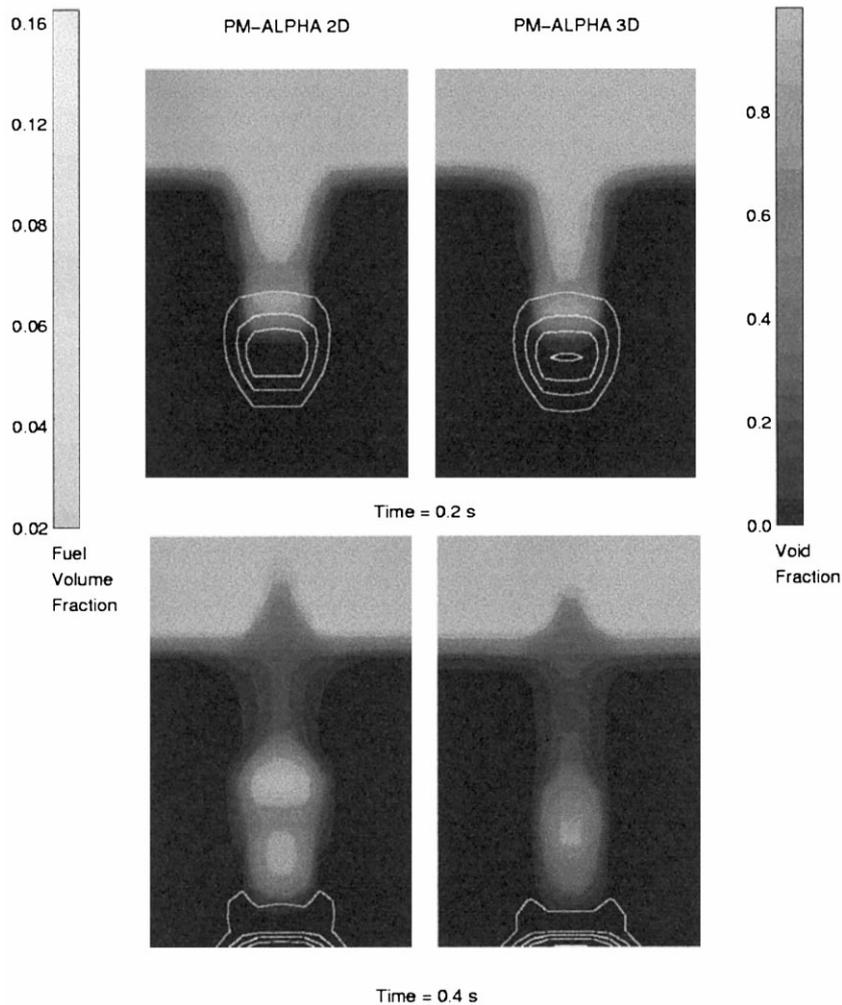 PM-ALPHA 2D
PM-ALPHA 3D
0.16
0.12
0.08
0.06
0.04
0.02
Fuel
Volume
Fraction
0.8
0.6
0.4
0.2
0.0
Void
Fraction
Time = 0.2 s
Time = 0.4 s